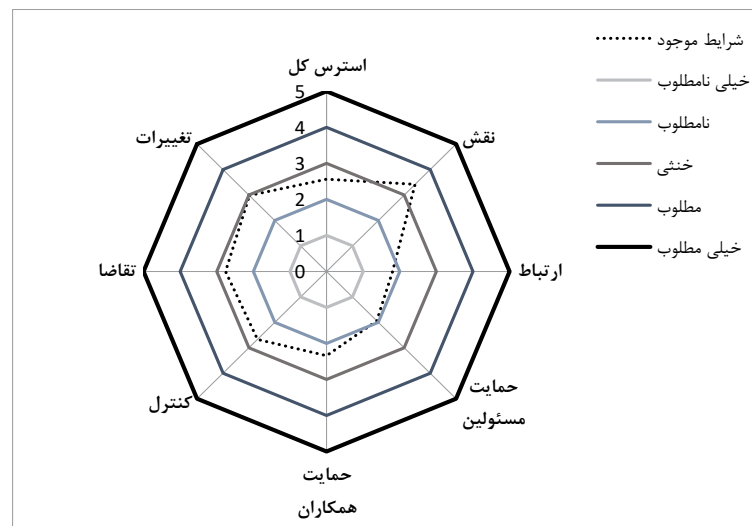 شرایط موجود
خیلی نامطلوب
نامطلوب
خنثی
مطلوب
خیلی مطلوب
استرس کل
نقش
ارتباط
حمایت
مسئولین
حمایت
همکاران
کنترل
تقاضا
تغییرات
5
4
3
2
1
0